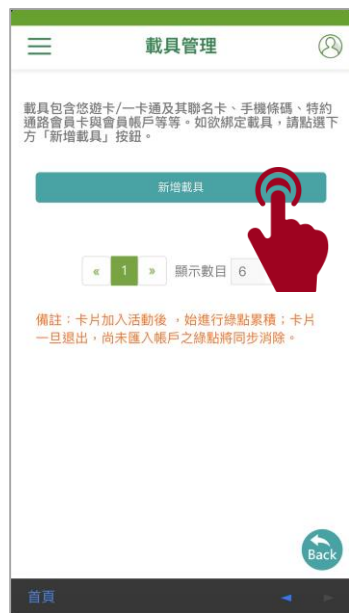 載具管理
載具包含悠遊卡/一卡通及其聯名卡、手機條碼、特約
通路會員卡與會員帳戶等等。如欲綁定載具，請點選下
方「新增載具」按鈕。
新增載具
« 1 » 顯示數目 6
備註：卡片加入活動後 ，始進行綠點累積；卡片
一旦退出，尚未匯入帳戶之綠點將同步消除。
Back
首頁